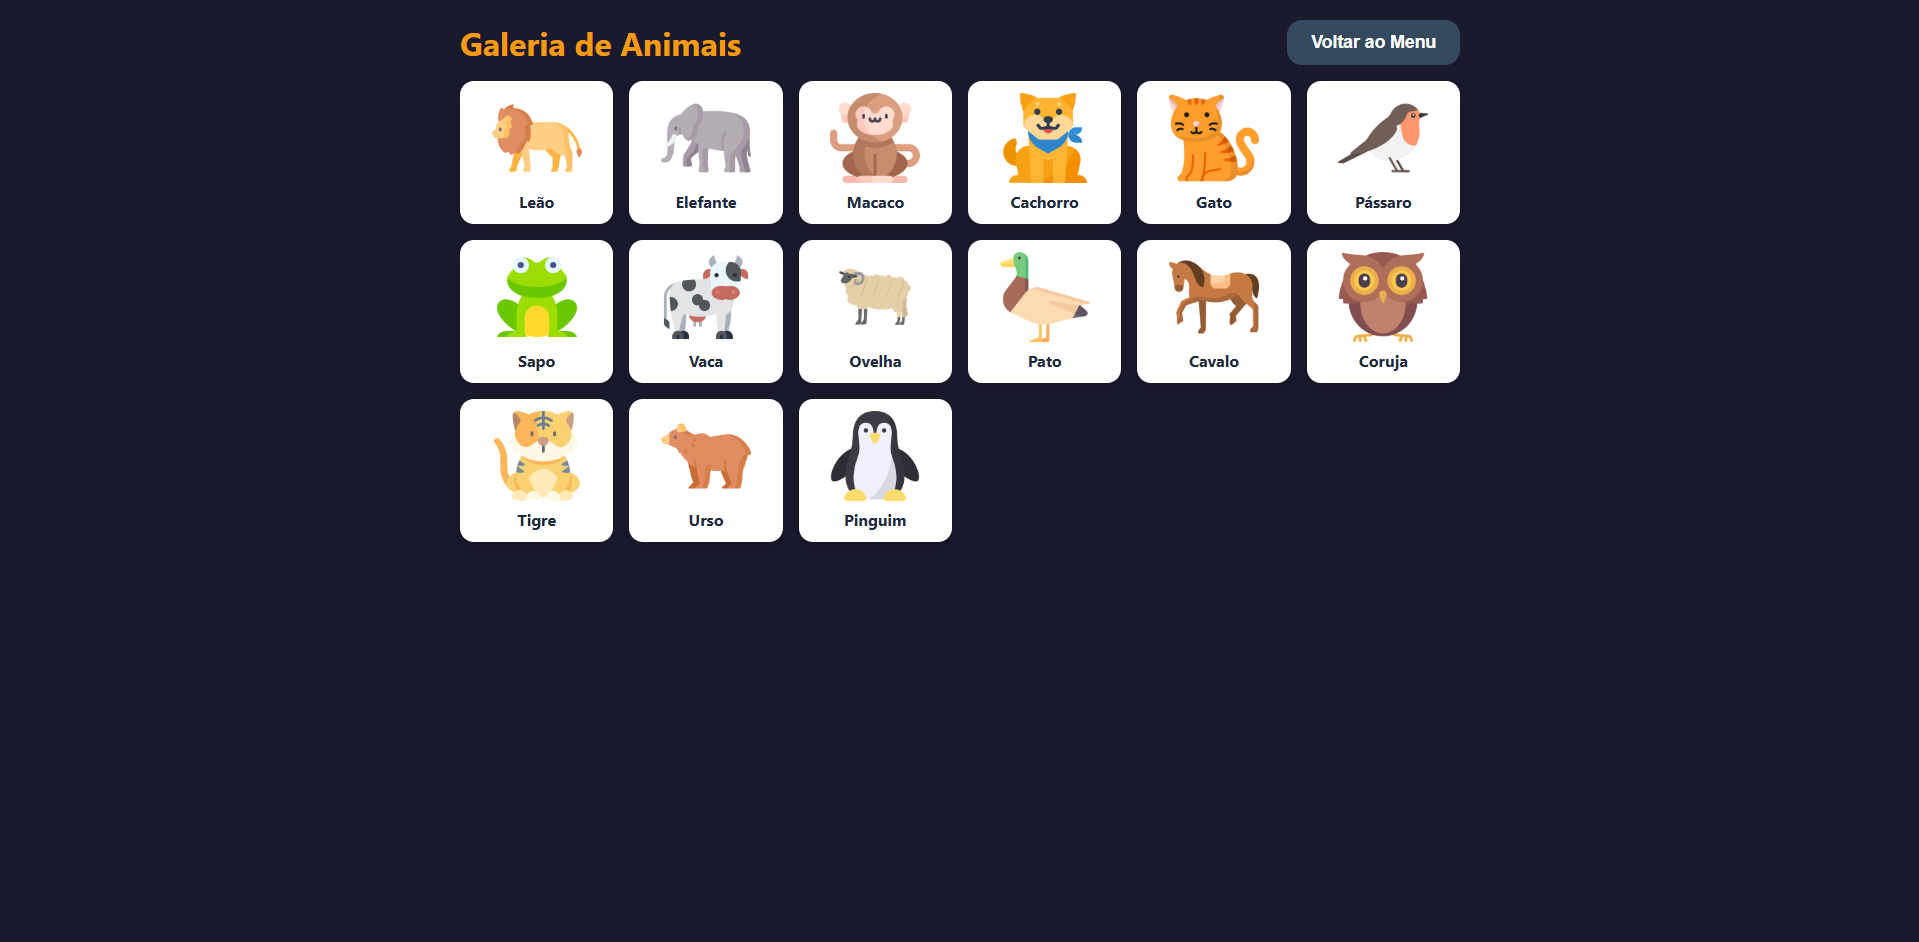 Galeria de Animais
Voltar ao Menu
Leão
Elefante
Macaco
Cachorro
Gato
Pássaro
Sapo
Vaca
Ovelha
Pato
Cavalo
Coruja
Tigre
Urso
Pinguim